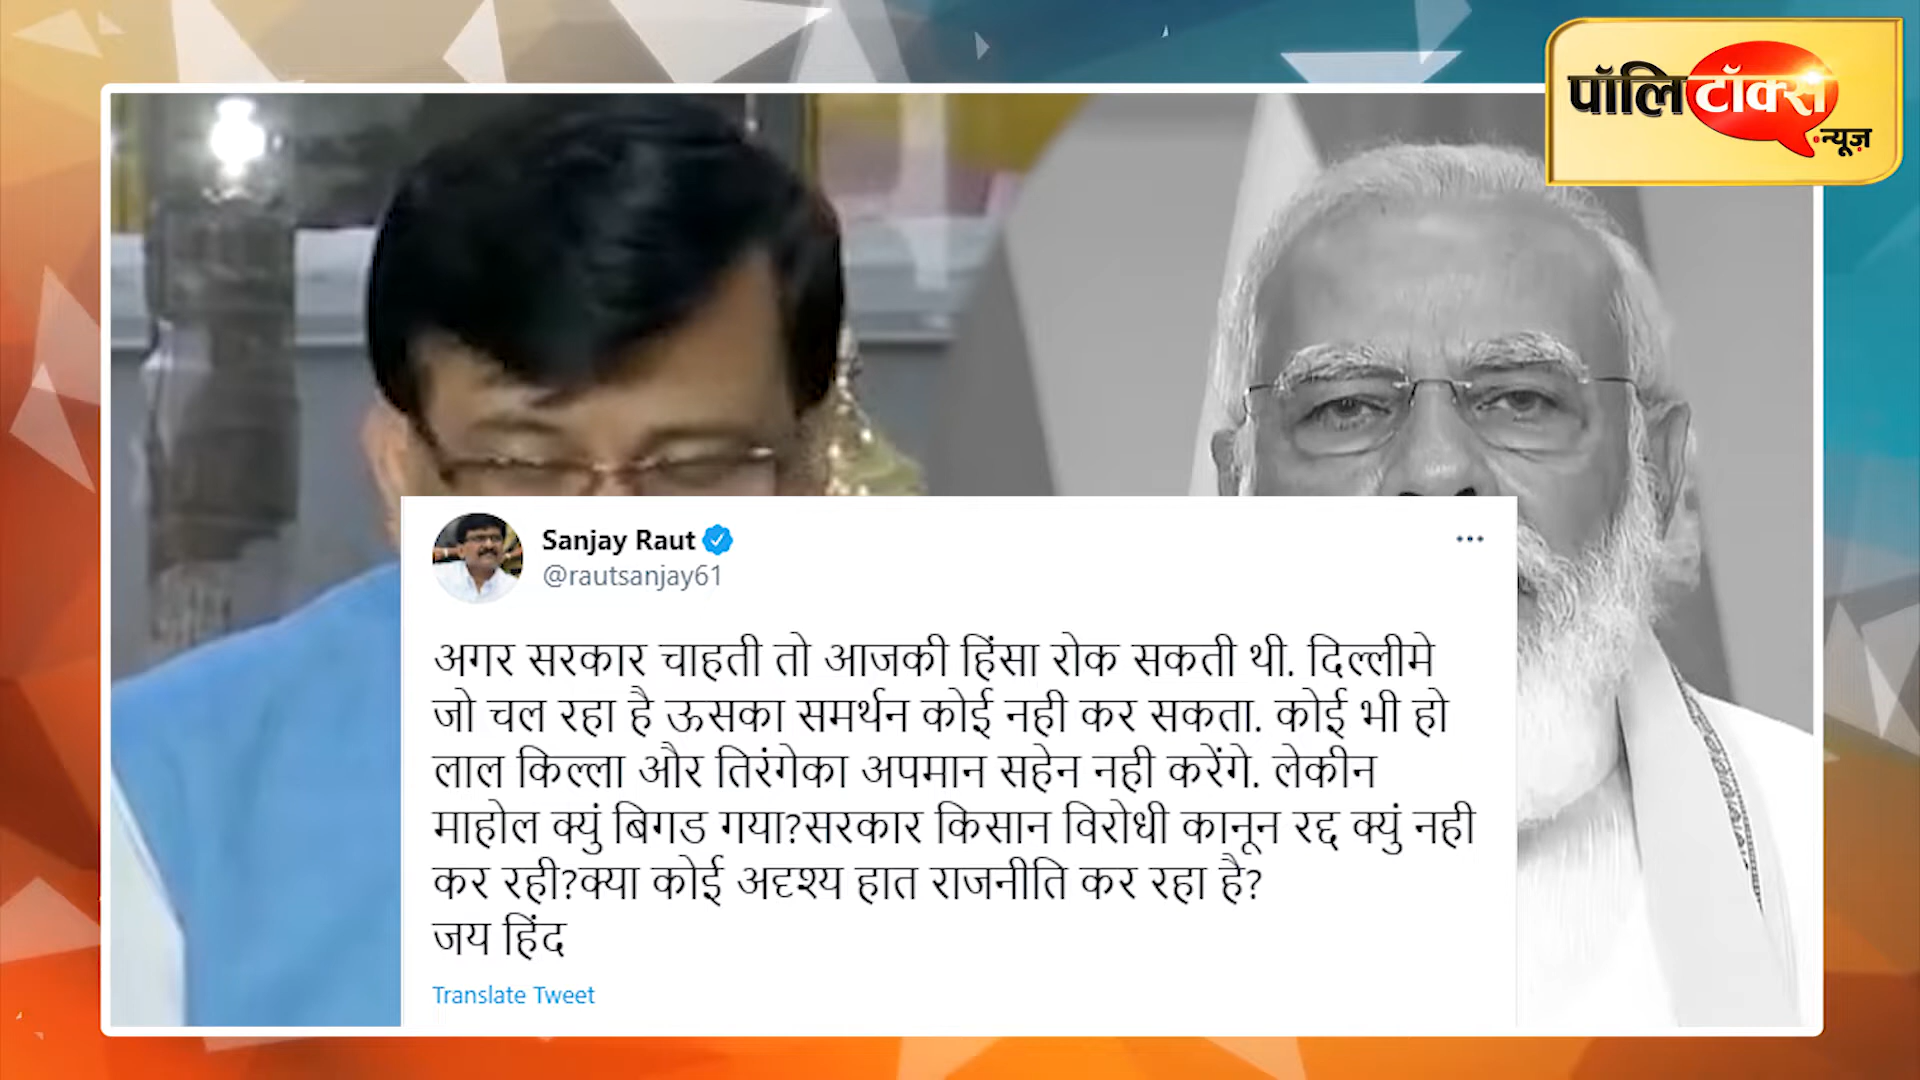 पॉलिटॉक्स
न्यूज़
Sanjay Raut
@rautsanjay61
अगर सरकार चाहती तो आजकी हिंसा रोक सकती थी. दिल्लीमे
जो चल रहा है ऊसका समर्थन कोई नही कर सकता. कोई भी हो
लाल किल्ला और तिरंगेका अपमान सहेन नही करेंगे. लेकीन
माहोल क्युं बिगड गया?सरकार किसान विरोधी कानून रद्द क्युं नही
कर रही?क्या कोई अदृश्य हात राजनीति कर रहा है?
जय हिंद
Translate Tweet